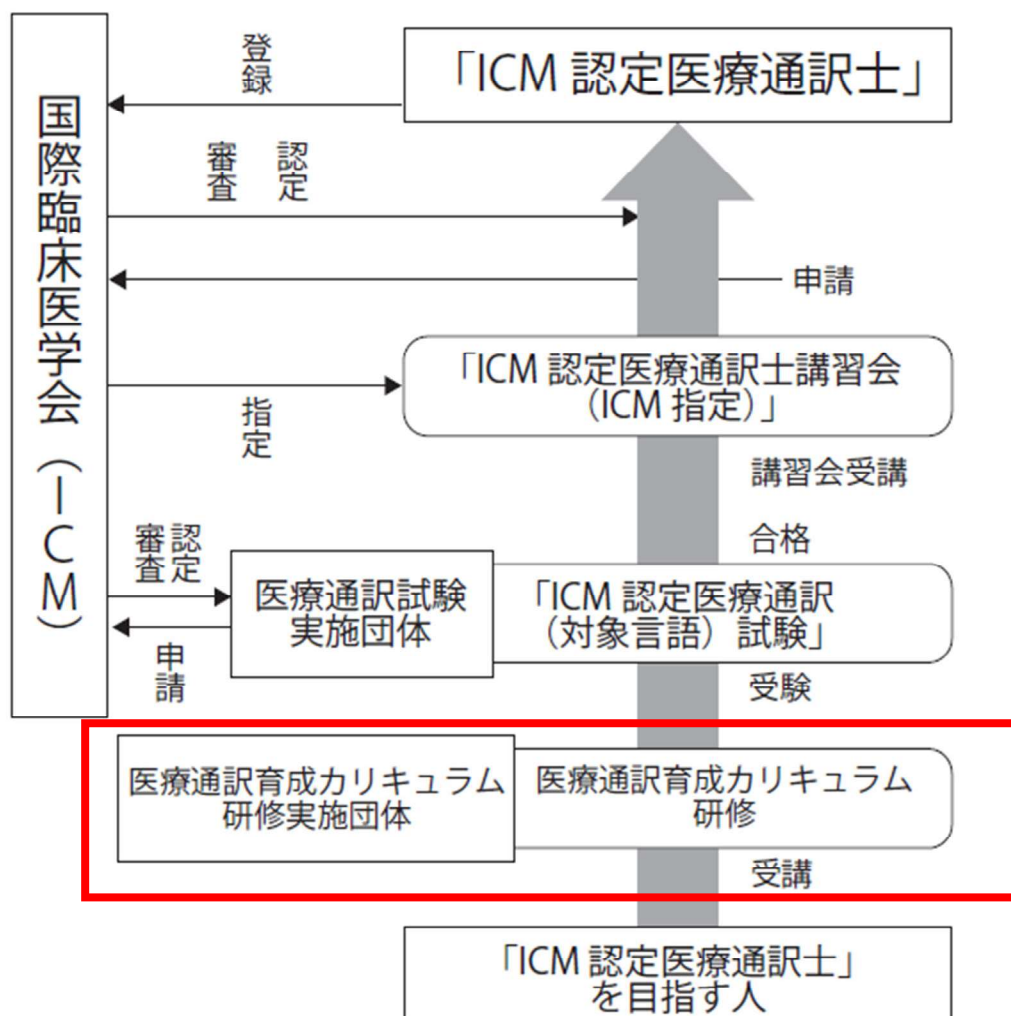 国際臨床医学会（ICM）
登録
「ICM 認定医療通訳士」
審査
認定
申請
指定
「ICM 認定医療通訳士講習会
（ICM 指定）」
講習会受講
合格
審査
認定
申請
医療通訳試験
実施団体
「ICM 認定医療通訳
（対象言語）試験」
受験
医療通訳育成カリキュラム
研修実施団体
医療通訳育成カリキュラム
研修
受講
「ICM 認定医療通訳士」
を目指す人